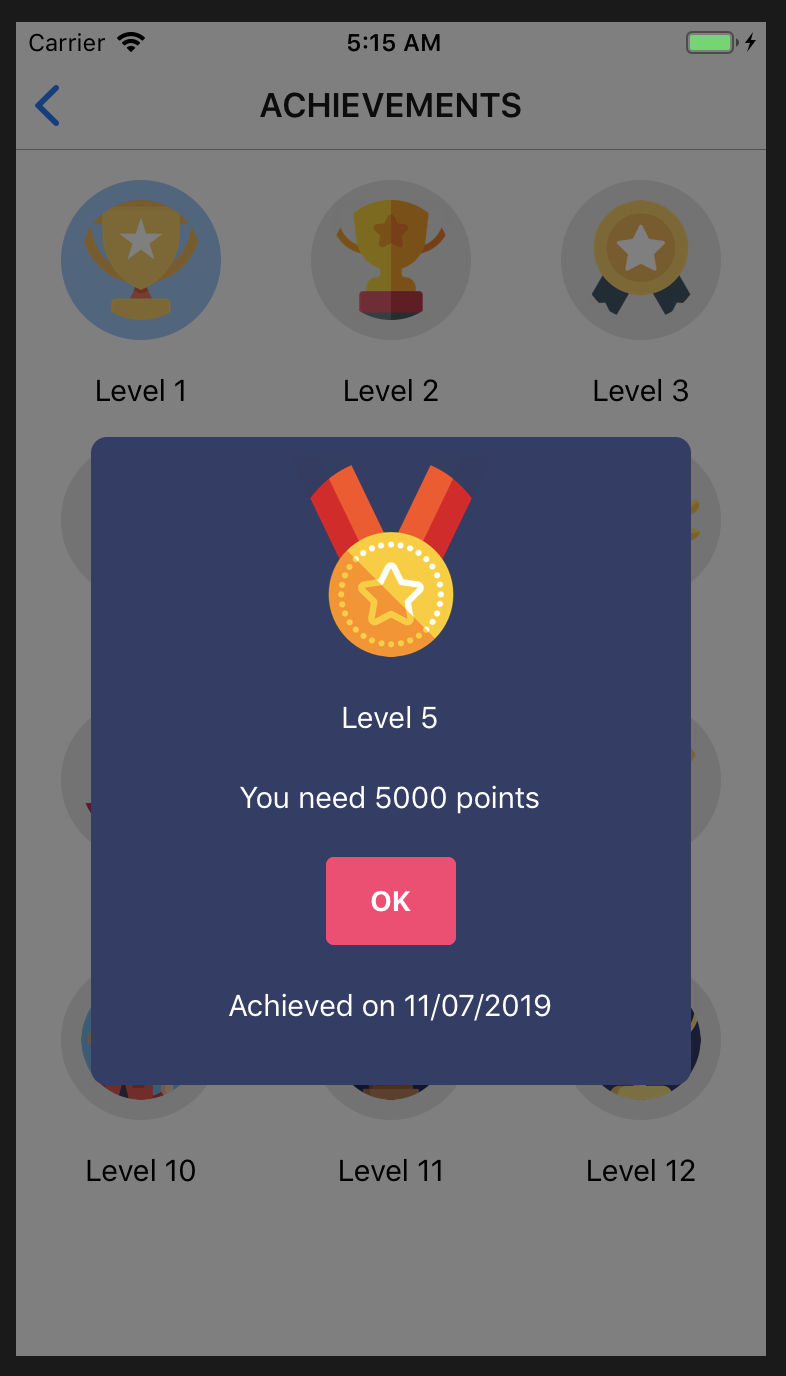 Carrier
5:15 AM
ACHIEVEMENTS
Level 1
Level 2
Level 3
Level 5
You need 5000 points
OK
Achieved on 11/07/2019
Level 10
Level 11
Level 12